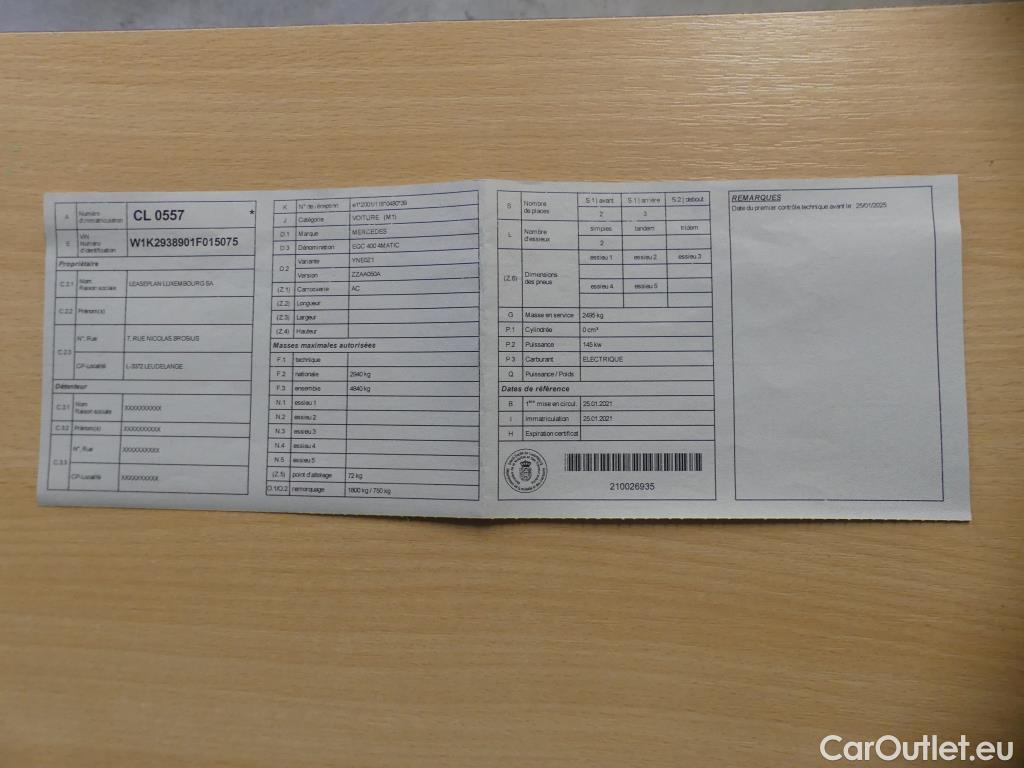 A Numéro d'immatriculation CL 0557 *
E VIN Numéro d'identification W1K2938901F015075
Propriétaire
C.2.1 Nom Raison sociale LEASEPLAN LUXEMBOURG SA
C.2.2 Prénom(s)
C.2.3 N°, Rue 7, RUE NICOLAS BROSIUS
CP-Localité L-3372 LEUDELANGE
Détenteur
C.3.1 Nom Raison sociale XXXXXXXXXX
C.3.2 Prénom(s) XXXXXXXXXX
C.3.3 N°, Rue XXXXXXXXXX
CP-Localité XXXXXXXXXX
K N° de réception e1*2001/116*0480*39
J Catégorie VOITURE (M1)
D.1 Marque MERCEDES
D.3 Dénomination EQC 400 4MATIC
D.2 Variante YNE0Z1
Version ZZAA050A
(Z.1) Carrosserie AC
(Z.2) Longueur
(Z.3) Largeur
(Z.4) Hauteur
Masses maximales autorisées
F.1 technique
F.2 nationale 2940 kg
F.3 ensemble 4840 kg
N.1 essieu 1
N.2 essieu 2
N.3 essieu 3
N.4 essieu 4
N.5 essieu 5
(Z.5) point d'attelage 72 kg
O.1/O.2 remorquage 1800 kg / 750 kg
S Nombre de places S.1 | avant S.1 | arrière S.2 | debout
2 3
L Nombre d'essieux simples tandem tridem
2
(Z.6) Dimensions des pneus essieu 1 essieu 2 essieu 3
essieu 4 essieu 5
G Masse en service 2495 kg
P.1 Cylindrée 0 cm³
P.2 Puissance 145 kw
P.3 Carburant ELECTRIQUE
Q Puissance / Poids
Dates de référence
B 1ère mise en circul. 25.01.2021
I Immatriculation 25.01.2021
H Expiration certificat
210026935
REMARQUES
Date du premier contrôle technique avant le 25/01/2025
CarOutlet.eu